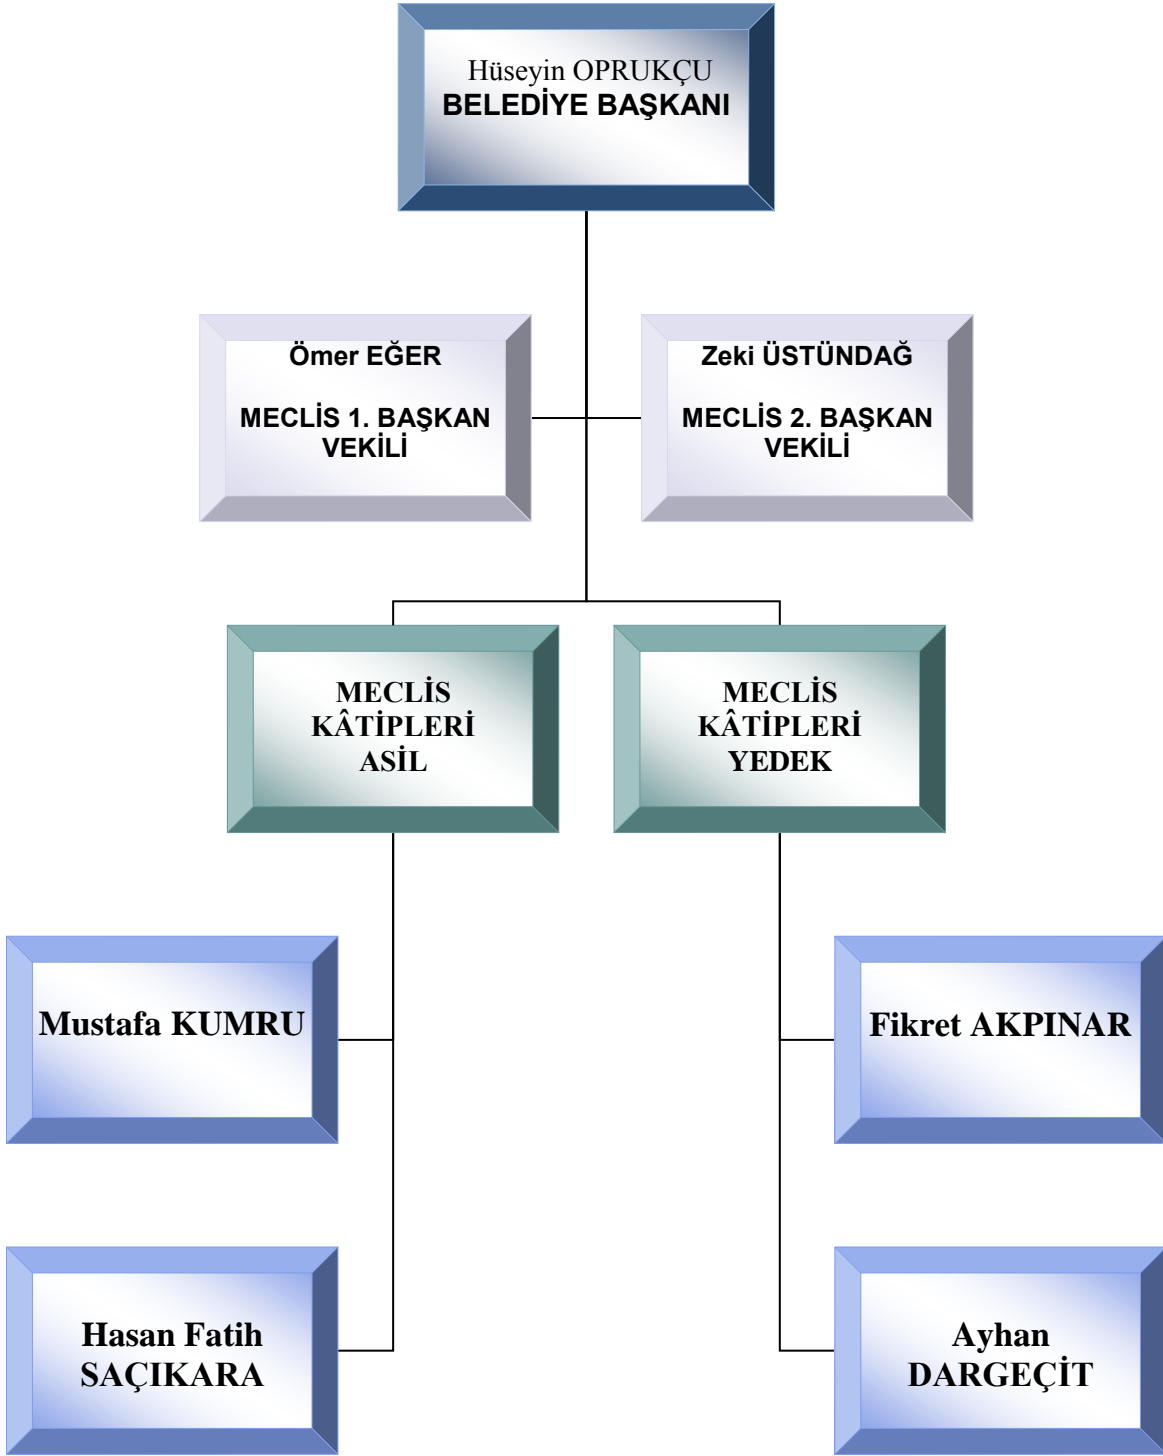 Hüseyin OPRUKÇU
BELEDİYE BAŞKANI
Ömer EĞER
MECLİS 1. BAŞKAN
VEKİLİ
Zeki ÜSTÜNDAĞ
MECLİS 2. BAŞKAN
VEKİLİ
MECLİS
KÂTİPLERİ
ASİL
MECLİS
KÂTİPLERİ
YEDEK
Mustafa KUMRU
Fikret AKPINAR
Hasan Fatih
SAÇIKARA
Ayhan
DARGEÇİT